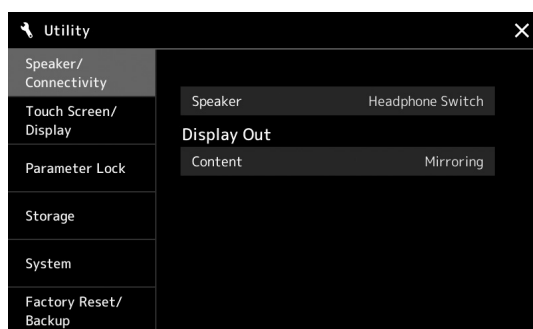 Utility
Speaker/
Connectivity
Touch Screen/
Display
Parameter Lock
Storage
System
Factory Reset/
Backup
Speaker Headphone Switch
Display Out
Content Mirroring